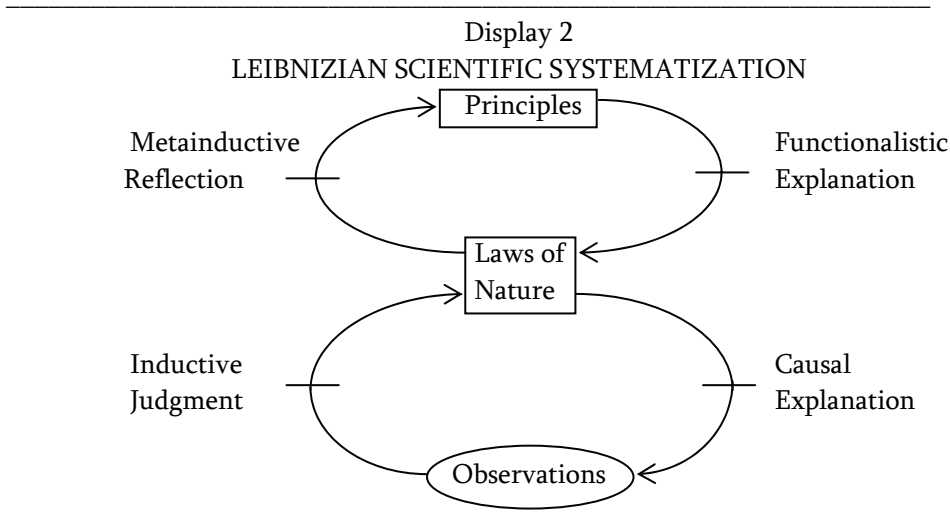 Display 2
LEIBNIZIAN SCIENTIFIC SYSTEMATIZATION
Principles
Metainductive
Reflection
Functionalistic
Explanation
Laws of
Nature
Inductive
Judgment
Causal
Explanation
Observations